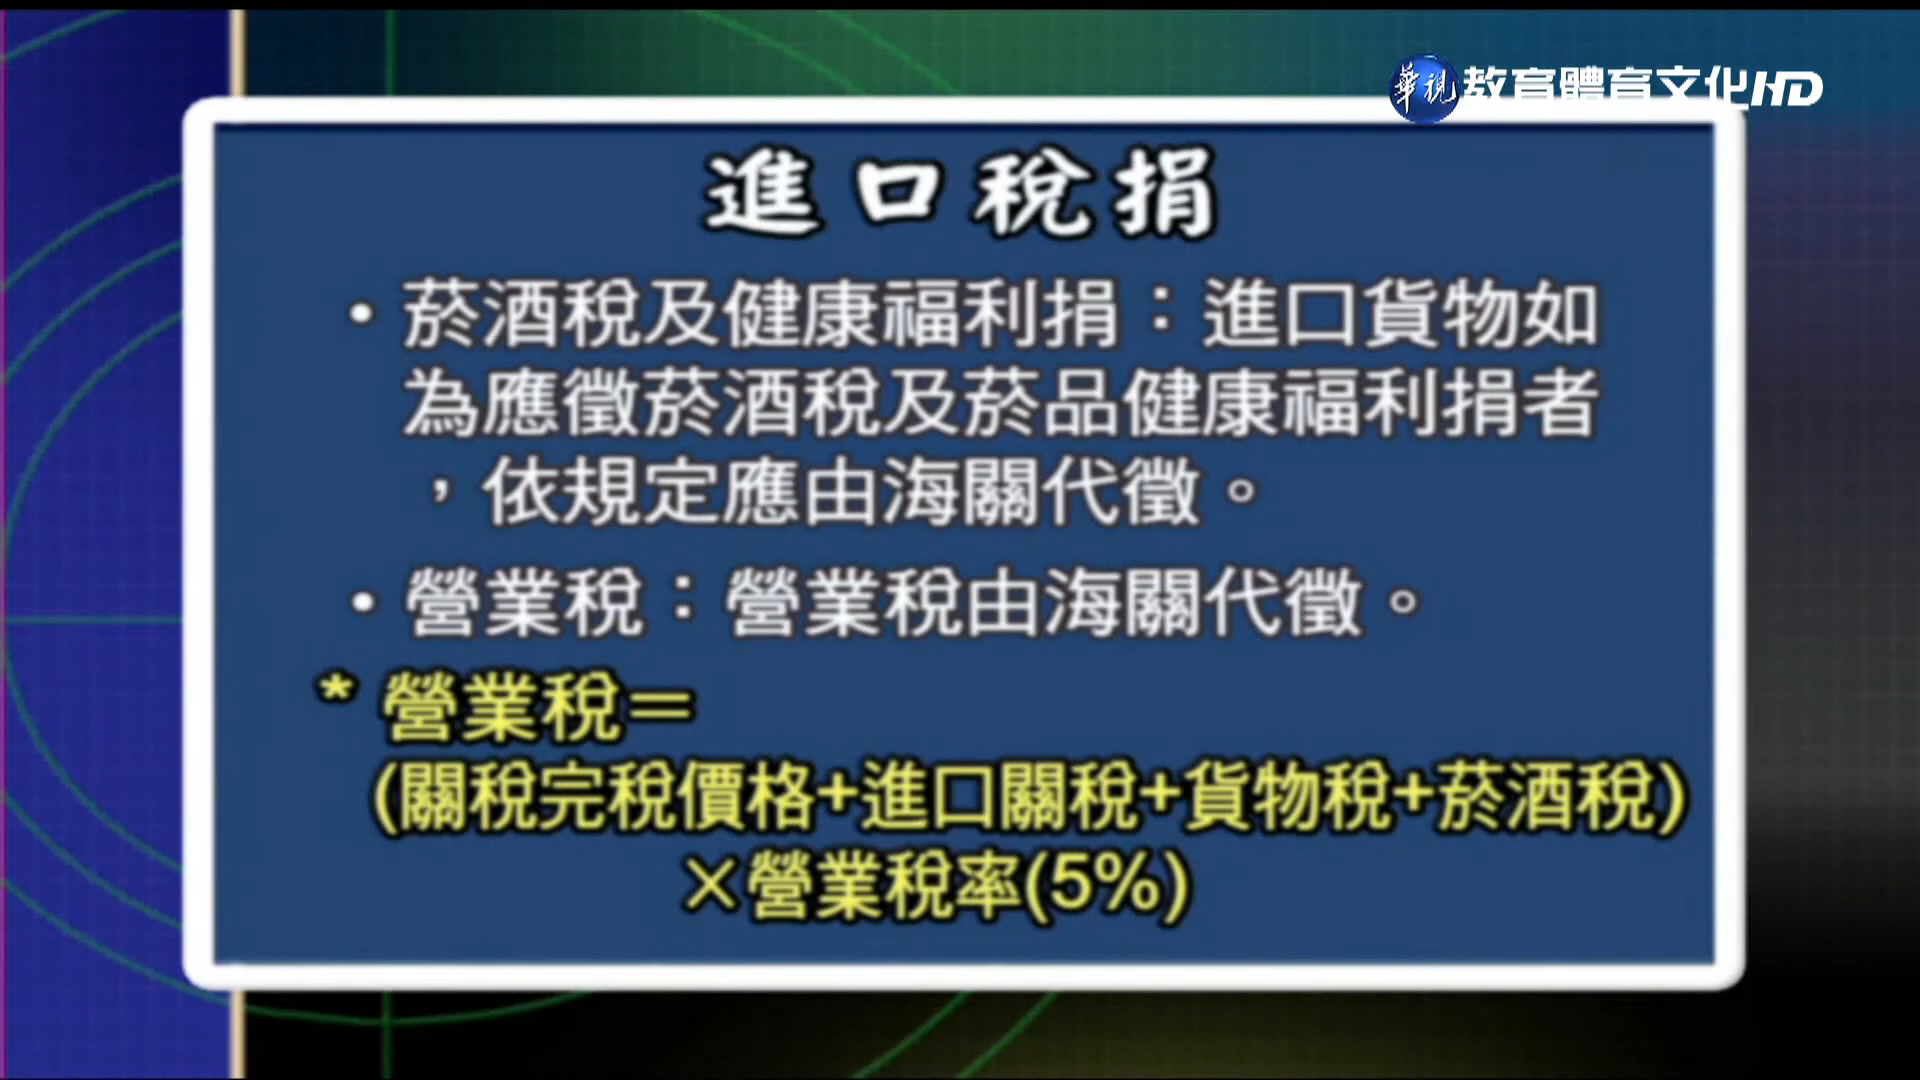 華視 教育體育文化HD
進口稅捐
・菸酒稅及健康福利捐：進口貨物如
為應徵菸酒稅及菸品健康福利捐者
，依規定應由海關代徵。
・營業稅：營業稅由海關代徵。
* 營業稅＝
(關稅完稅價格+進口關稅+貨物稅+菸酒稅)
×營業稅率(5%)